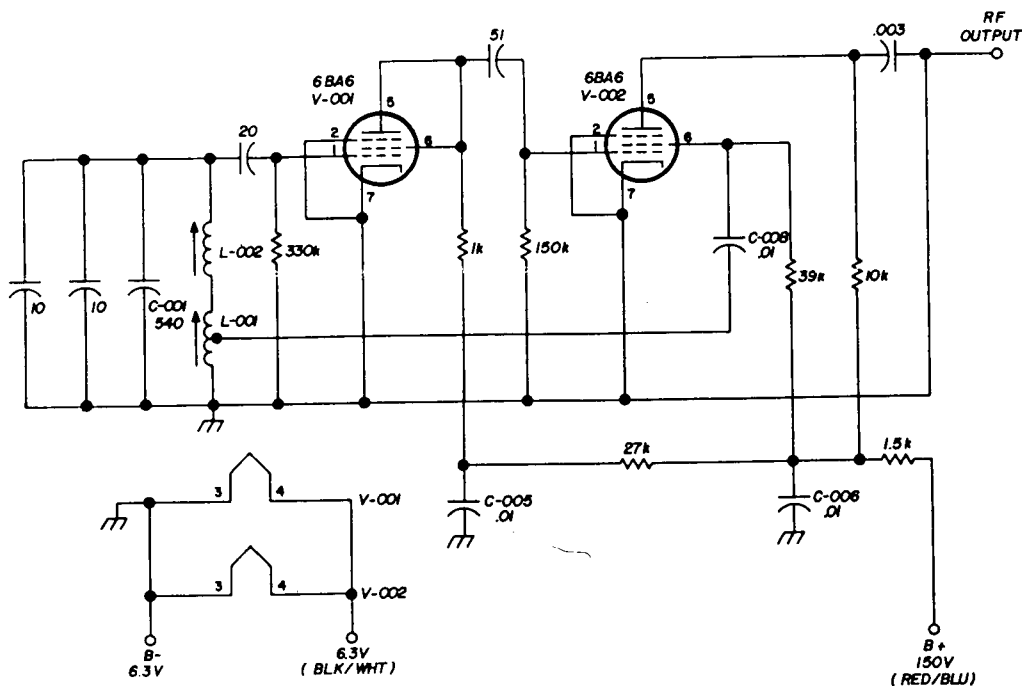 RF
OUTPUT
.003
51
6BA6
V-001
6BA6
V-002
5
5
20
2
1
6
2
1
6
7
7
L-002
330k
1k
150k
C-008
.01
39k
10k
10
10
C-001
540
L-001
27k
1.5k
C-005
.01
C-006
.01
3
4
V-001
3
4
V-002
B-
6.3V
6.3V
(BLK/WHT)
B+
150V
(RED/BLU)